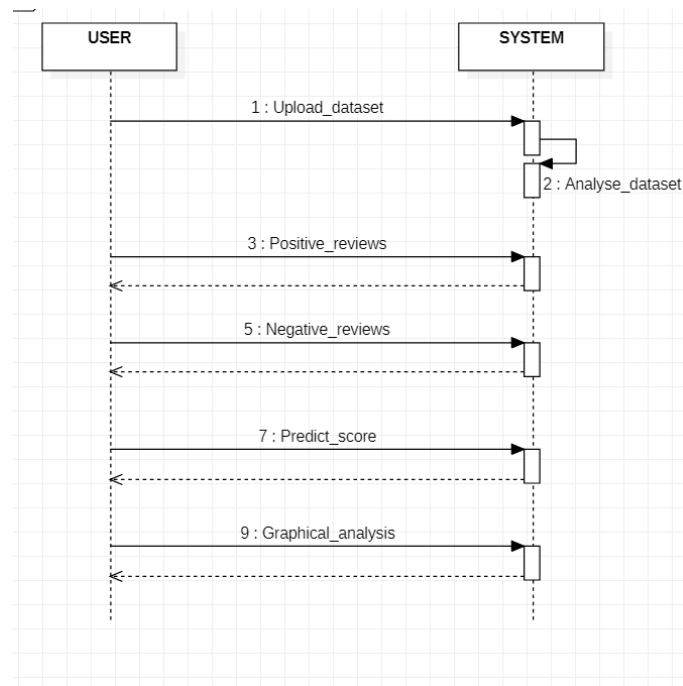 USER
SYSTEM
1 : Upload_dataset
2 : Analyse_dataset
3 : Positive_reviews
5 : Negative_reviews
7 : Predict_score
9 : Graphical_analysis